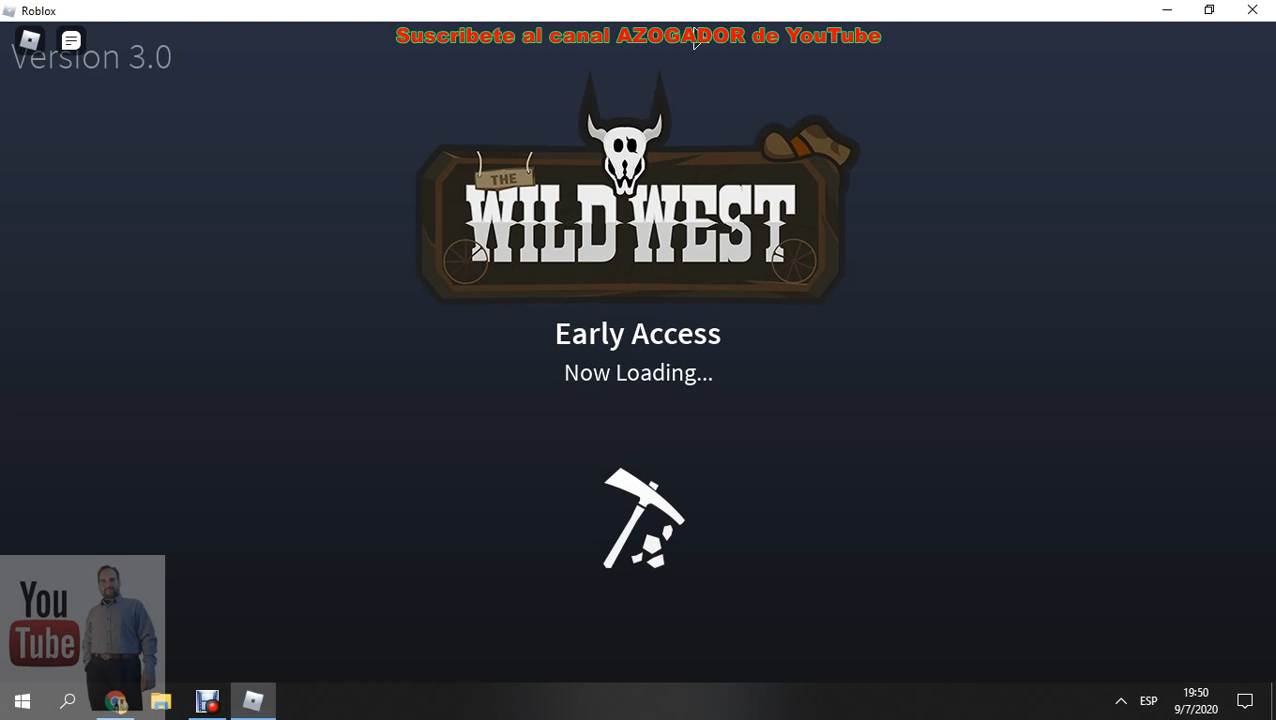 Roblox
Suscribete al canal AZOGADOR de YouTube
Version 3.0
THE
WILD WEST
Early Access
Now Loading...
You
Tube
ESP
19:50
9/7/2020